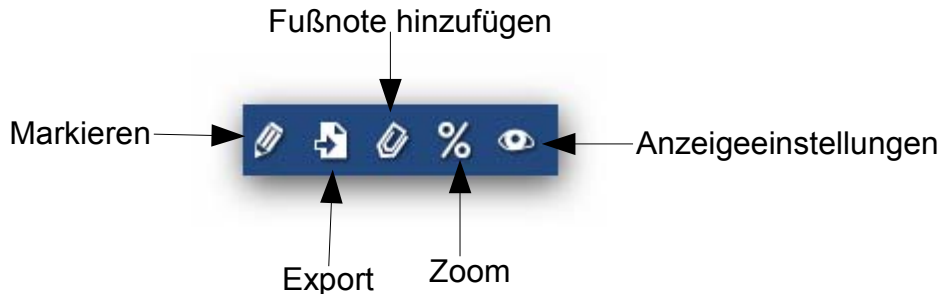 Fußnote hinzufügen
Markieren
Anzeigeeinstellungen
Export
Zoom